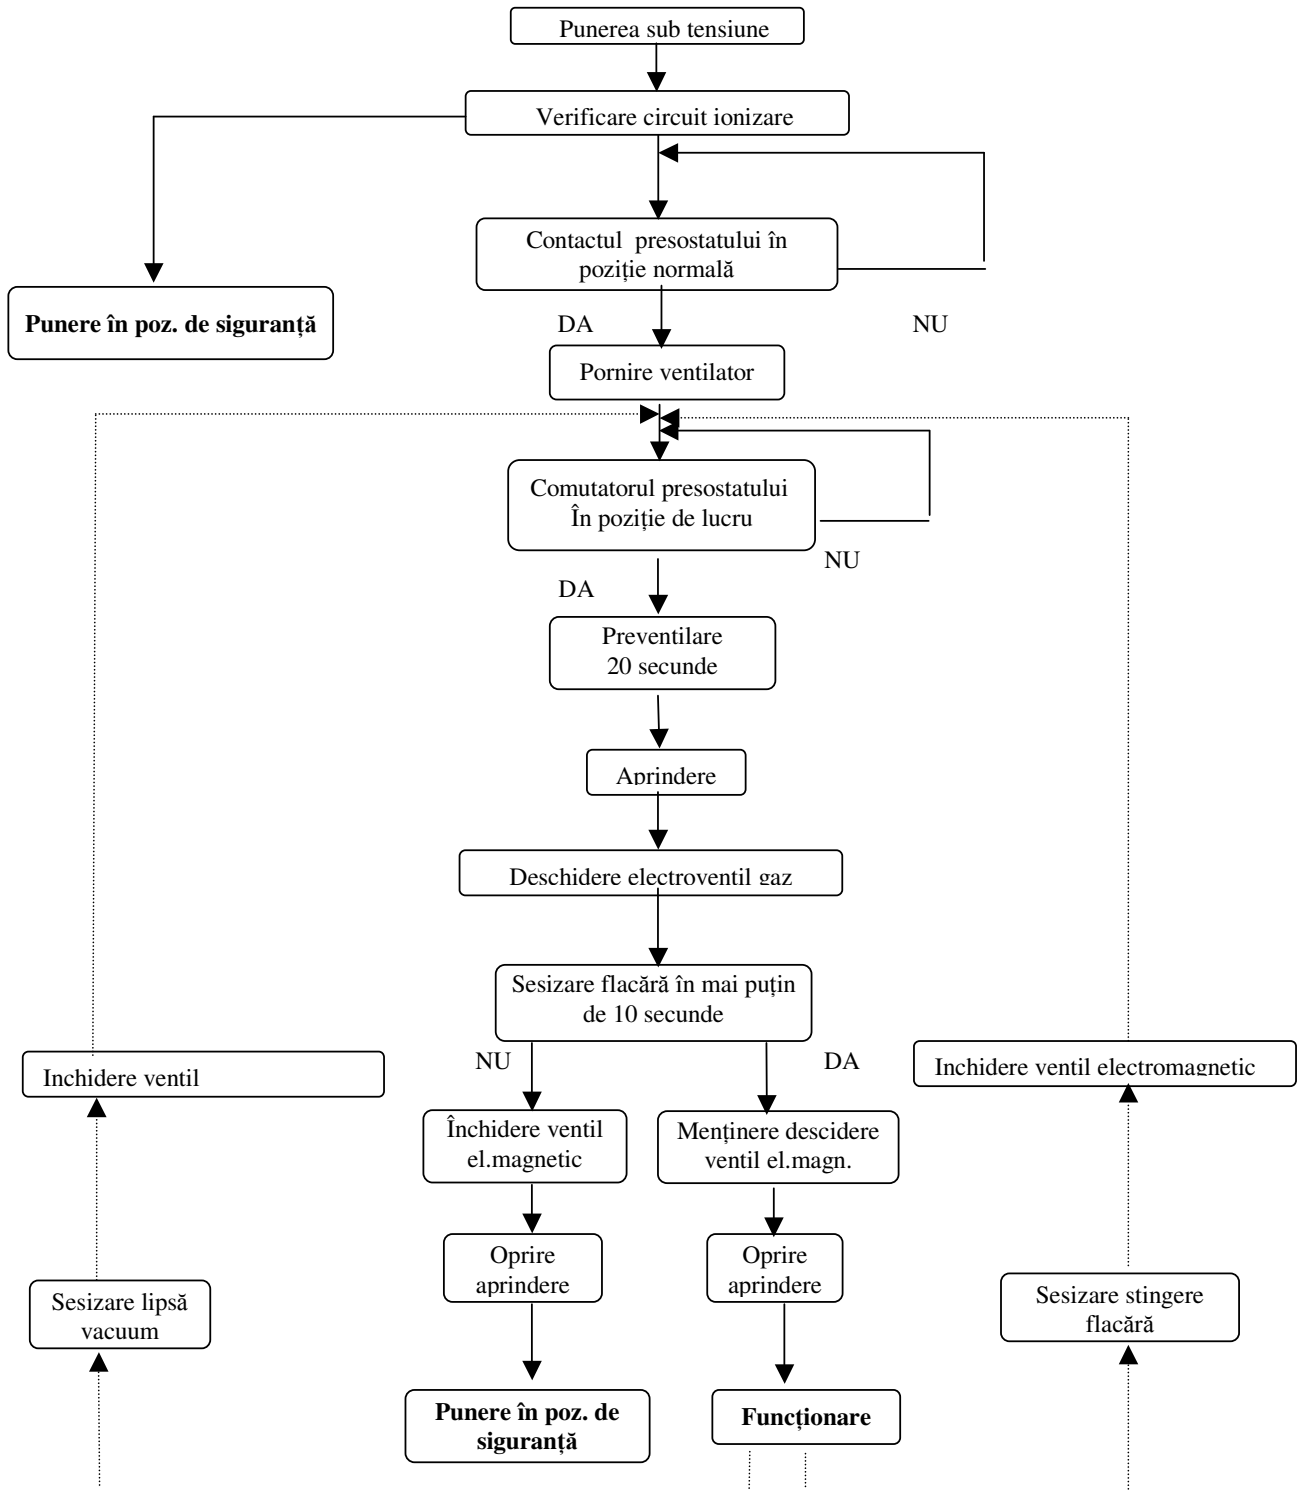 Punerea sub tensiune
Verificare circuit ionizare
Contactul presostatului în
poziție normală
Punere în poz. de siguranță
DA
NU
Pornire ventilator
Comutatorul presostatului
În poziție de lucru
NU
DA
Preventilare
20 secunde
Aprindere
Deschidere electroventil gaz
Sesizare flacără în mai puțin
de 10 secunde
NU
DA
Inchidere ventil
Inchidere ventil electromagnetic
Închidere ventil
el.magnetic
Menținere descidere
ventil el.magn.
Oprire
aprindere
Oprire
aprindere
Sesizare lipsă
vacuum
Sesizare stingere
flacără
Punere în poz. de
siguranță
Funcționare